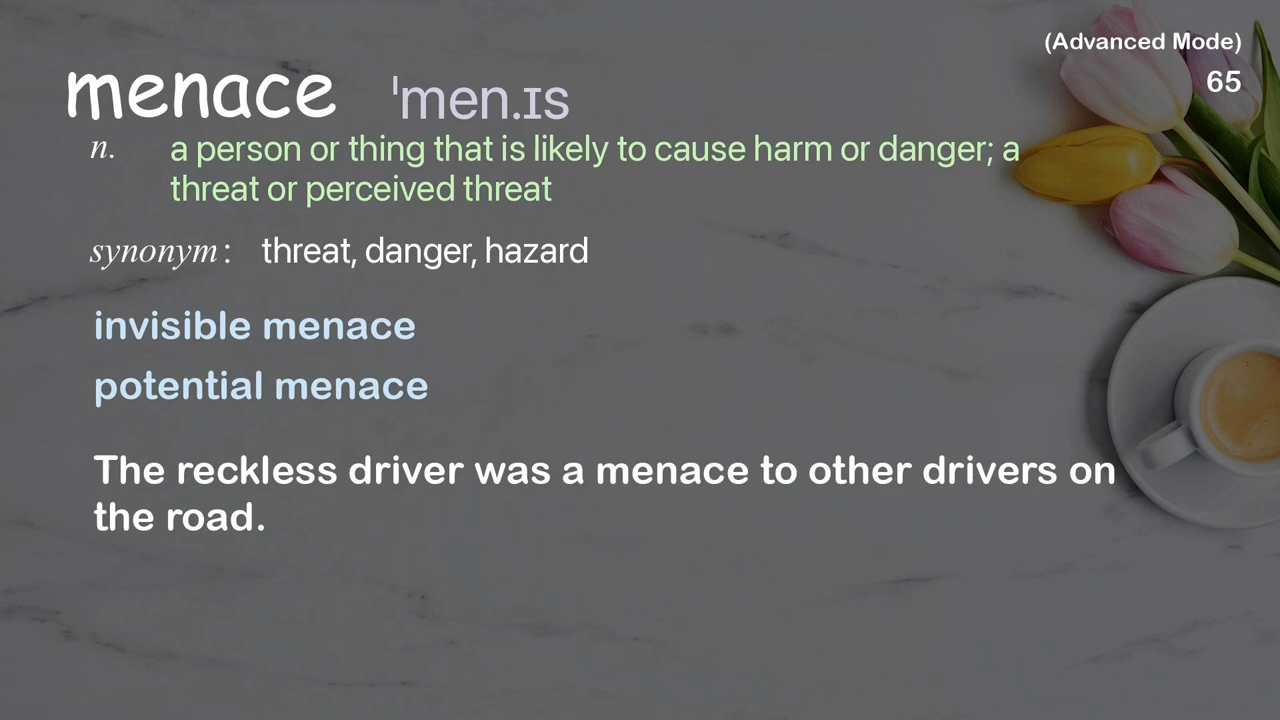 (Advanced Mode)
65
menace ˈmen.ɪs
n. a person or thing that is likely to cause harm or danger; a
threat or perceived threat
synonym: threat, danger, hazard
invisible menace
potential menace
The reckless driver was a menace to other drivers on
the road.